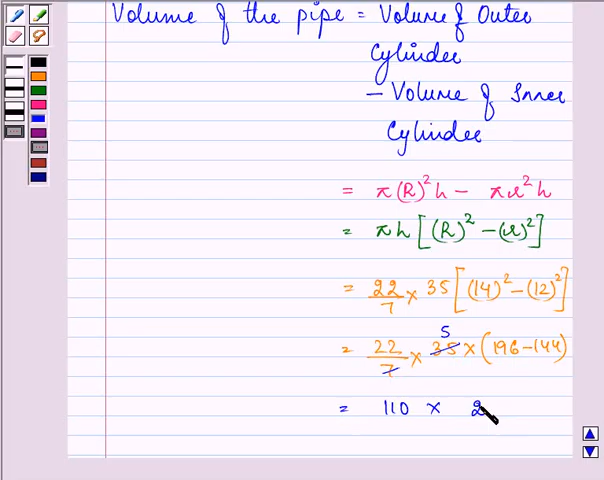 Volume of the pipe = Volume of Outer
Cylinder
- Volume of Inner
Cylinder
= π(R)²h - πr²h
= πh[(R)² - (r)²]
= 22/7 × 35[(14)² - (12)²]
5
= 22/7 × 35 × (196 - 144)
= 110 × 2